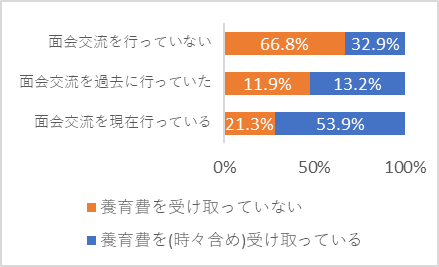 面会交流を行っていない 66.8% 32.9%
面会交流を過去に行っていた 11.9% 13.2%
面会交流を現在行っている 21.3% 53.9%
0% 50% 100%
養育費を受け取っていない
養育費を(時々含め)受け取っている